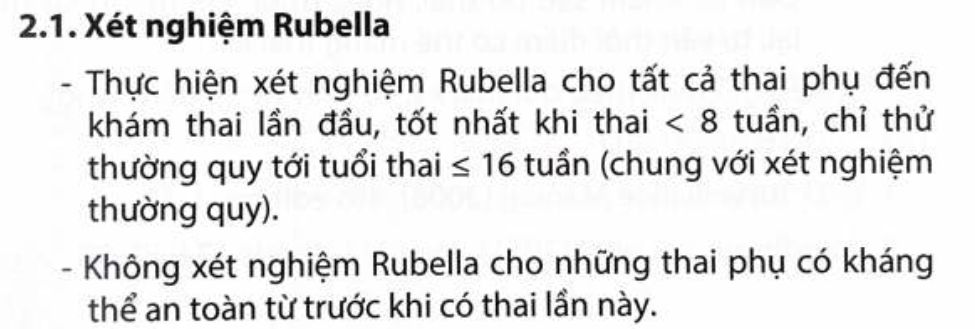 2.1. Xét nghiệm Rubella
- Thực hiện xét nghiệm Rubella cho tất cả thai phụ đến
khám thai lần đầu, tốt nhất khi thai < 8 tuần, chỉ thử
thường quy tới tuổi thai ≤ 16 tuần (chung với xét nghiệm
thường quy).
- Không xét nghiệm Rubella cho những thai phụ có kháng
thể an toàn từ trước khi có thai lần này.